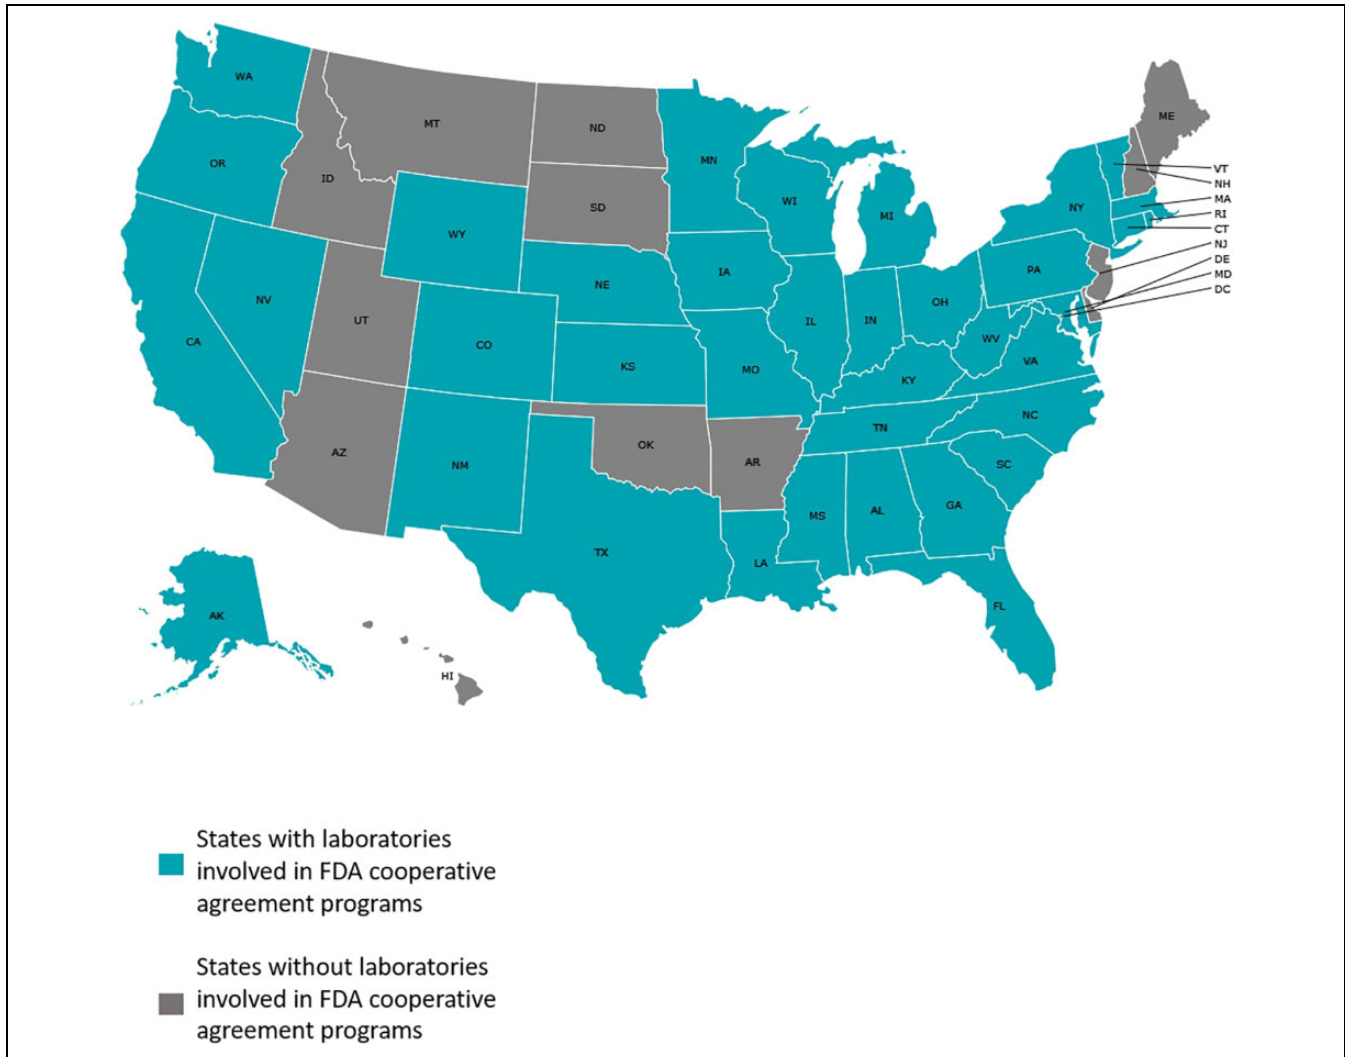 WA
MT
ND
ME
OR
ID
MN
VT
NH
SD
WI
MA
NY
RI
MI
CT
WY
NJ
DE
IA
PA
MD
NE
DC
NV
OH
UT
IL
IN
CA
CO
WV
VA
KS
MO
KY
NC
TN
OK
AZ
NM
AR
SC
GA
MS
AL
TX
LA
FL
AK
HI
States with laboratories
involved in FDA cooperative
agreement programs
States without laboratories
involved in FDA cooperative
agreement programs